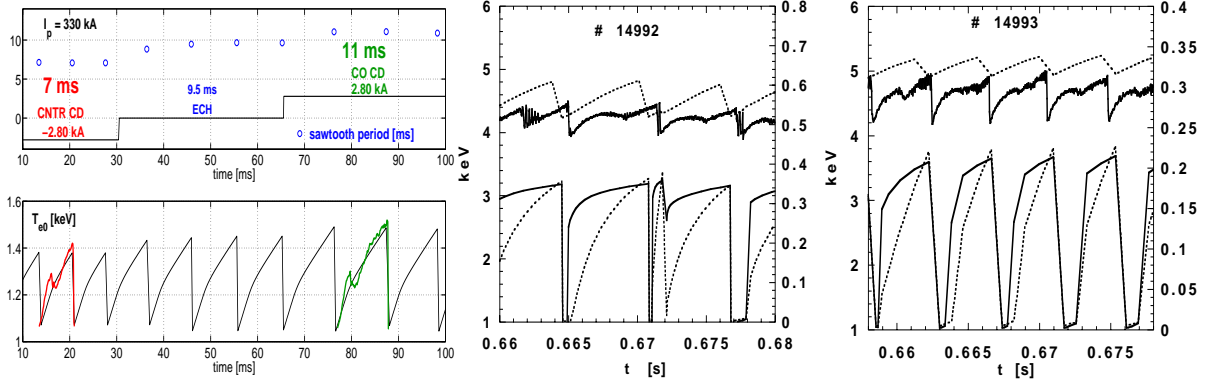 I_p = 330 kA
10
5
0
7 ms
CNTR CD
−2.80 kA
9.5 ms
ECH
11 ms
CO CD
2.80 kA
sawtooth period [ms]
10 20 30 40 50 60 70 80 90 100
time [ms]
1.6
1.4
1.2
1.0
T_e0 [keV]
10 20 30 40 50 60 70 80 90 100
time [ms]
# 14992
6
5
4
3
2
1
keV
0.8
0.7
0.6
0.5
0.4
0.3
0.2
0.1
0
0.66 0.665 0.67 0.675 0.68
t [s]
# 14993
6
5
4
3
2
1
keV
0.4
0.35
0.3
0.25
0.2
0.15
0.1
0.05
0
0.66 0.665 0.67 0.675
t [s]